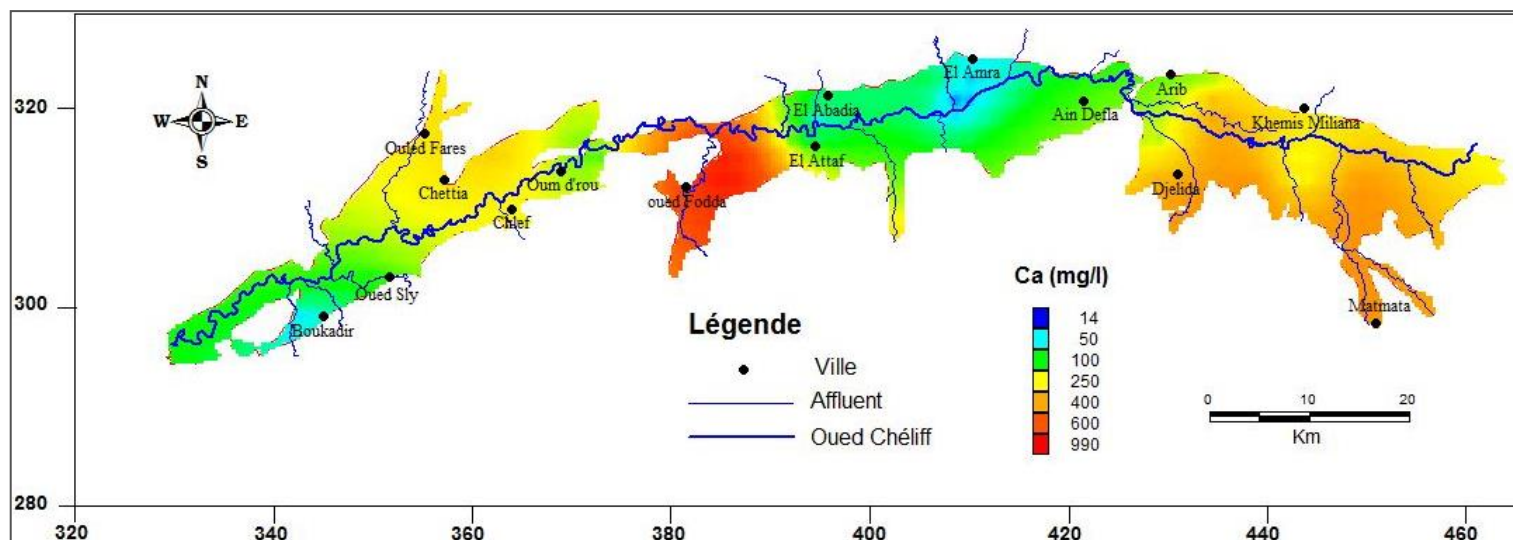 N
W E
S
320
300
280
320 340 360 380 400 420 440 460
Ouled Fares
Chettia
Oum d'rou
Chlef
Oued Sly
Boukadir
oued Fodda
El Abadia
El Attaf
El Amra
Ain Defla
Arib
Khemis Miliana
Djelida
Matmata
Légende
Ville
Affluent
Oued Chéliff
Ca (mg/l)
14
50
100
250
400
600
990
0 10 20
Km